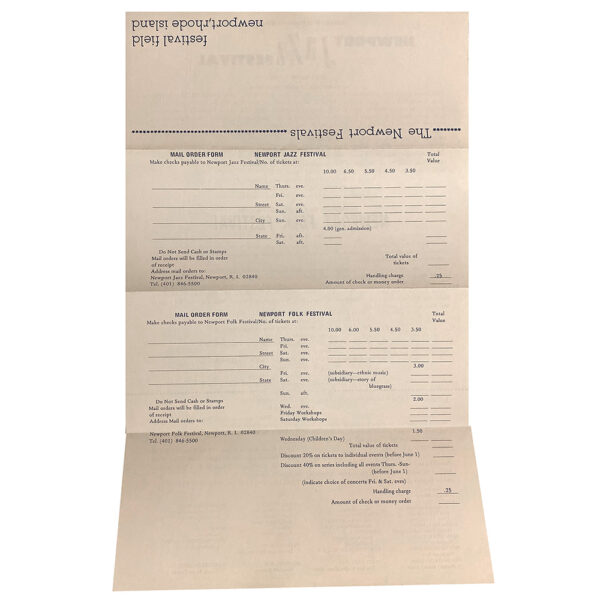 newport,rhode island
festival field
The Newport Festivals
MAIL ORDER FORM NEWPORT JAZZ FESTIVAL Total
Make checks payable to Newport Jazz Festival/No. of tickets at: Value
10.00 6.50 5.50 4.50 3.50
Name Thurs. eve.
Fri. eve.
Street Sat. eve.
Sun. aft.
City Sun. eve.
4.00 (gen. admission)
State Fri. aft.
Sat. aft.
Do Not Send Cash or Stamps
Mail orders will be filled in order Total value of
of receipt tickets
Address mail orders to:
Newport Jazz Festival, Newport, R. I. 02840 Handling charge .25
Tel. (401) 846-5500 Amount of check or money order
MAIL ORDER FORM NEWPORT FOLK FESTIVAL Total
Make checks payable to Newport Folk Festival/No. of tickets at: Value
10.00 6.00 5.50 4.50 3.50
Name Thurs. eve.
Fri. eve.
Street Sat. eve.
Sun. eve.
City 3.00
Fri. eve. (subsidiary—ethnic music)
State Sat. eve. (subsidiary—story of
bluegrass)
Sun. aft.
Do Not Send Cash or Stamps 2.00
Mail orders will be filled in order Wed. eve.
of receipt Friday Workshops
Address Mail orders to: Saturday Workshops
Newport Folk Festival, Newport, R. I. 02840 1.50
Tel. (401) 846-5500 Wednesday (Children's Day)
Total value of tickets
Discount 20% on tickets to individual events (before June 1)
Discount 40% on series including all events Thurs. -Sun-
(before June 1)
(indicate choice of concerts Fri. & Sat. eves)
Handling charge .25
Amount of check or money order